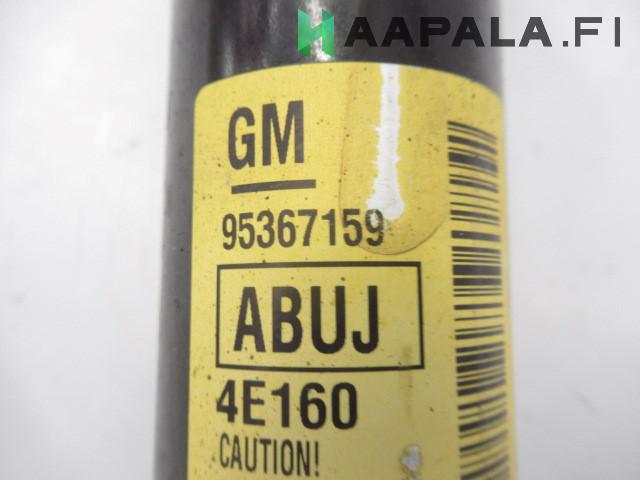 HAAPALA.FI
GM
95367159
ABUJ
4E160
CAUTION!